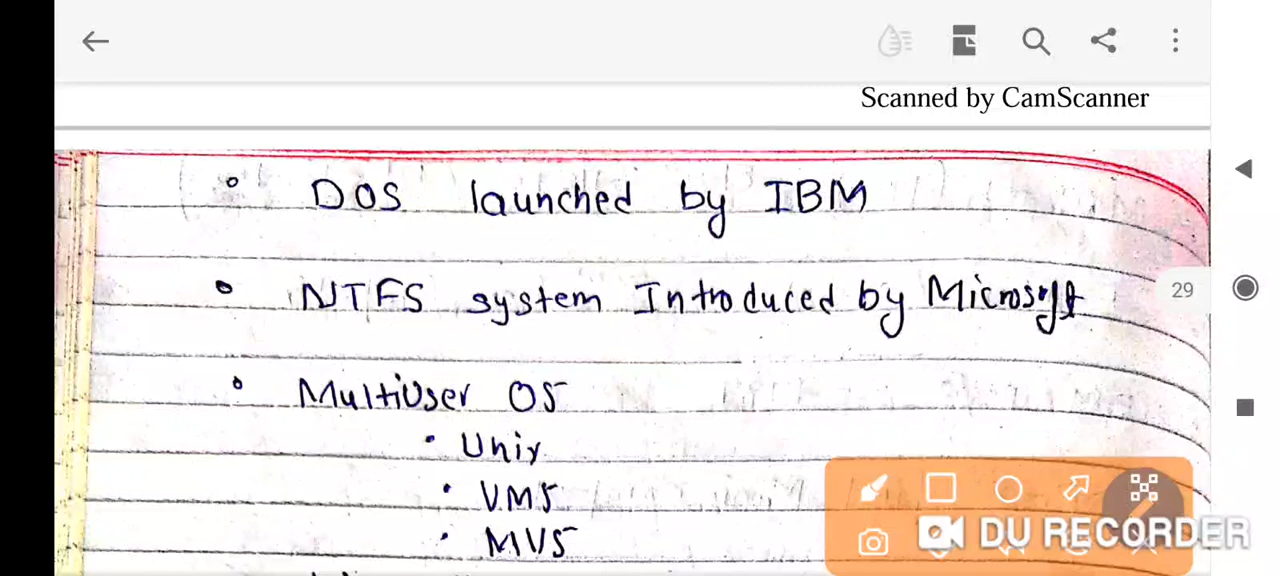 Scanned by CamScanner
DOS launched by IBM
NTFS system Introduced by Microsoft
29
MultiUser OS
Unix
VMS
MVS
DU RECORDER